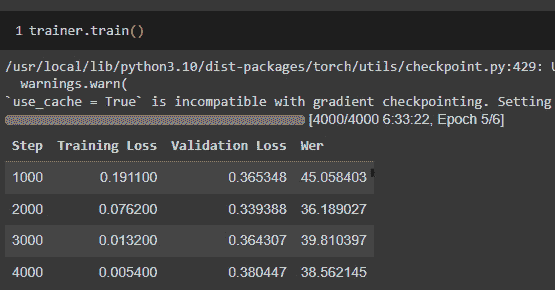 1 trainer.train()
/usr/local/lib/python3.10/dist-packages/torch/utils/checkpoint.py:429: U
warnings.warn(
`use_cache = True` is incompatible with gradient checkpointing. Setting
[4000/4000 6:33:22, Epoch 5/6]
Step Training Loss Validation Loss Wer
1000 0.191100 0.365348 45.058403
2000 0.076200 0.339388 36.189027
3000 0.013200 0.364307 39.810397
4000 0.005400 0.380447 38.562145